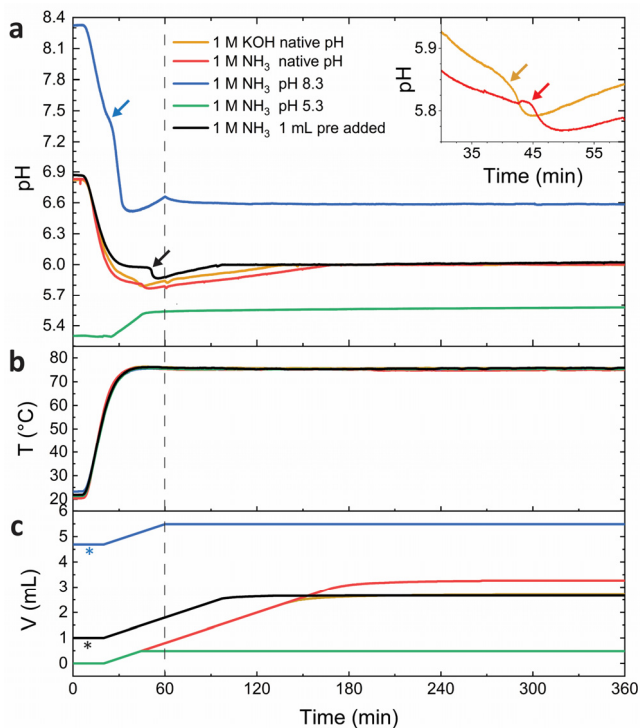 a
8.4
8.1
7.8
7.5
7.2
6.9
6.6
6.3
6.0
5.7
5.4
pH
1 M KOH native pH
1 M NH₃ native pH
1 M NH₃ pH 8.3
1 M NH₃ pH 5.3
1 M NH₃ 1 mL pre added
5.9
5.8
pH
35 45 55
Time (min)
b
80
70
60
50
40
30
20
T (°C)
c
6
5
4
3
2
1
0
V (mL)
*
*
0 60 120 180 240 300 360
Time (min)